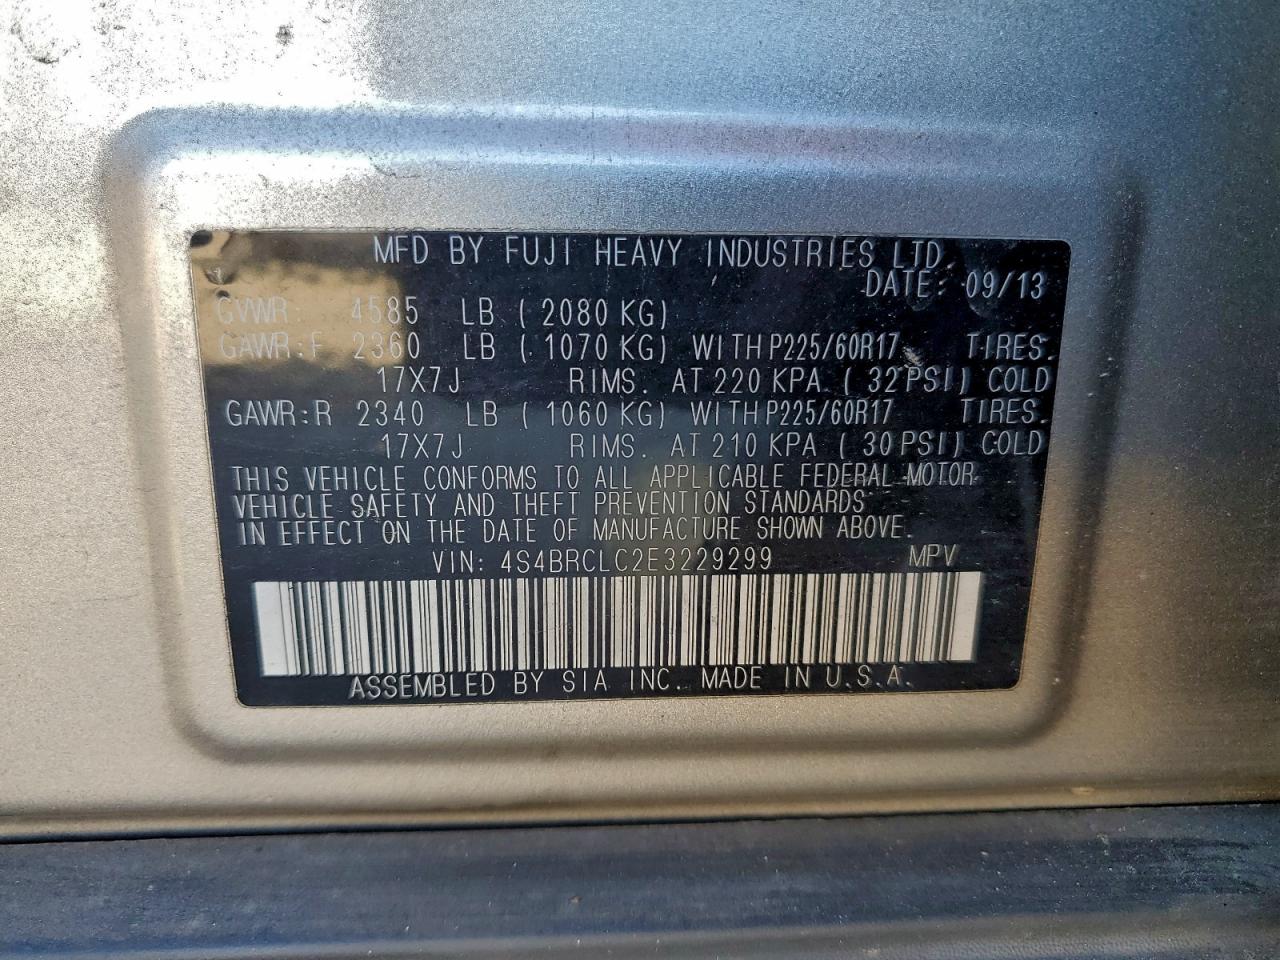 MFD BY FUJI HEAVY INDUSTRIES LTD.
DATE: 09/13
GVWR: 4585 LB (2080 KG)
GAWR:F 2360 LB (1070 KG) WITH P225/60R17 TIRES.
17X7J RIMS. AT 220 KPA. (32 PSI) COLD
GAWR:R 2340 LB (1060 KG) WITH P225/60R17 TIRES.
17X7J RIMS. AT 210 KPA (30 PSI) COLD
THIS VEHICLE CONFORMS TO ALL APPLICABLE FEDERAL MOTOR
VEHICLE SAFETY AND THEFT PREVENTION STANDARDS
IN EFFECT ON THE DATE OF MANUFACTURE SHOWN ABOVE.
VIN: 4S4BRCLC2E3229299 MPV
ASSEMBLED BY SIA INC. MADE IN U.S.A.